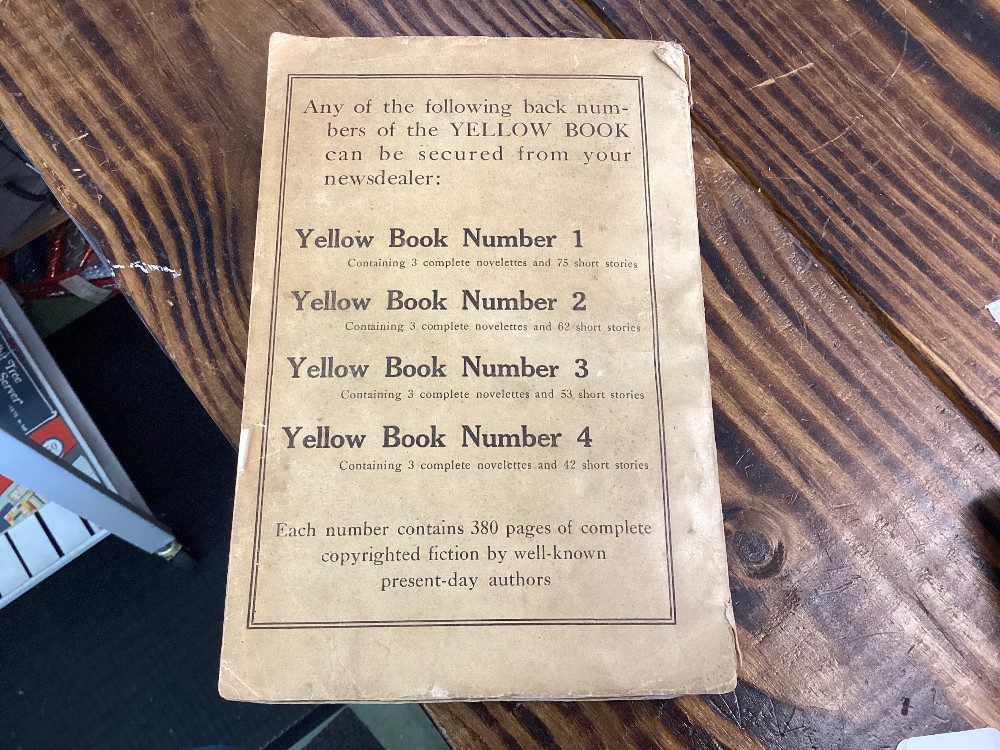 Any of the following back num-
bers of the YELLOW BOOK
can be secured from your
newsdealer:
Yellow Book Number 1
Containing 3 complete novelettes and 75 short stories
Yellow Book Number 2
Containing 3 complete novelettes and 62 short stories
Yellow Book Number 3
Containing 3 complete novelettes and 53 short stories
Yellow Book Number 4
Containing 3 complete novelettes and 42 short stories
Each number contains 380 pages of complete
copyrighted fiction by well-known
present-day authors
Tree
Server